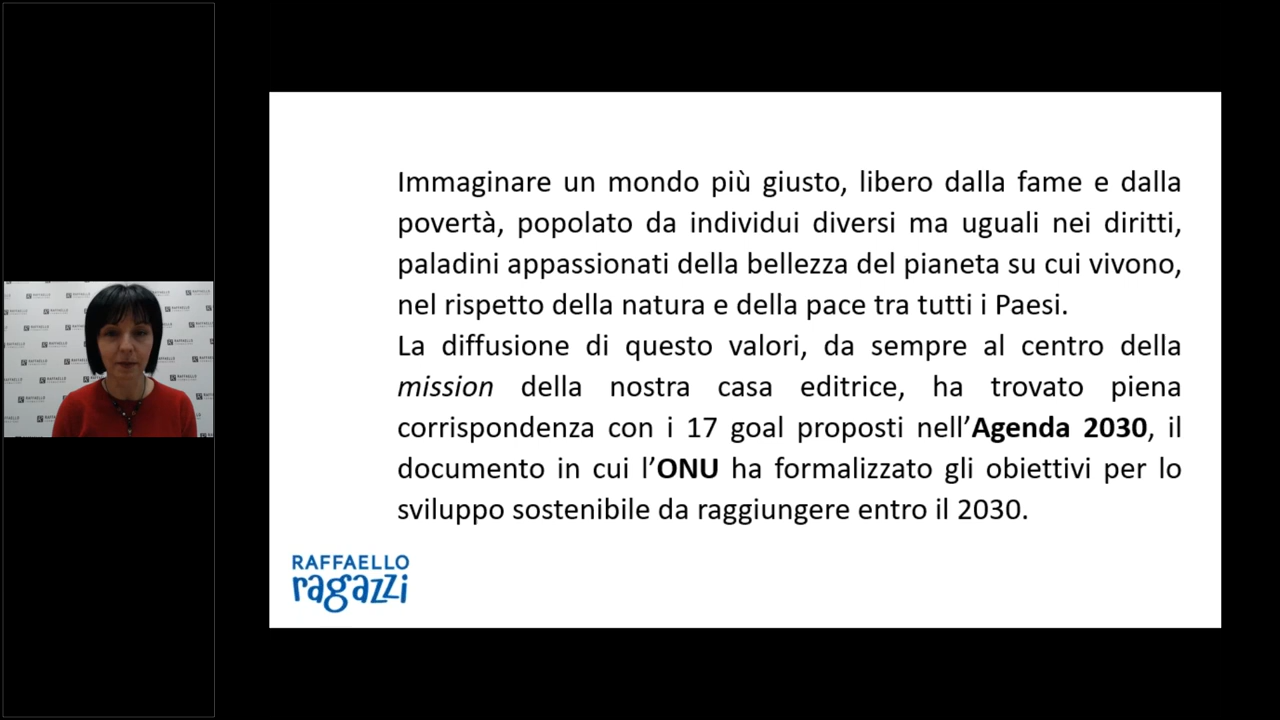 Immaginare un mondo più giusto, libero dalla fame e dalla
povertà, popolato da individui diversi ma uguali nei diritti,
paladini appassionati della bellezza del pianeta su cui vivono,
nel rispetto della natura e della pace tra tutti i Paesi.
La diffusione di questo valori, da sempre al centro della
mission della nostra casa editrice, ha trovato piena
corrispondenza con i 17 goal proposti nell’Agenda 2030, il
documento in cui l’ONU ha formalizzato gli obiettivi per lo
sviluppo sostenibile da raggiungere entro il 2030.
RAFFAELLO
ragazzi